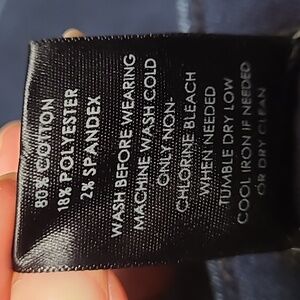 80% COTTON
18% POLYESTER
2% SPANDEX
WASH BEFORE WEARING
MACHINE WASH COLD
ONLY NON-
CHLORINE BLEACH
WHEN NEEDED
TUMBLE DRY LOW
COOL IRON IF NEEDED
OR DRY CLEAN